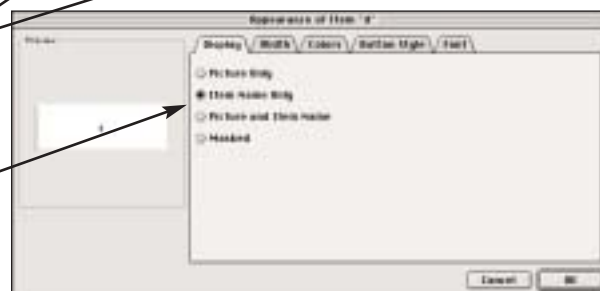 Appearance of Item "a"
Preview
Display Width Colors Button Style Font
Picture Only
Item Name Only
a
Picture and Item Name
Masked
Cancel OK